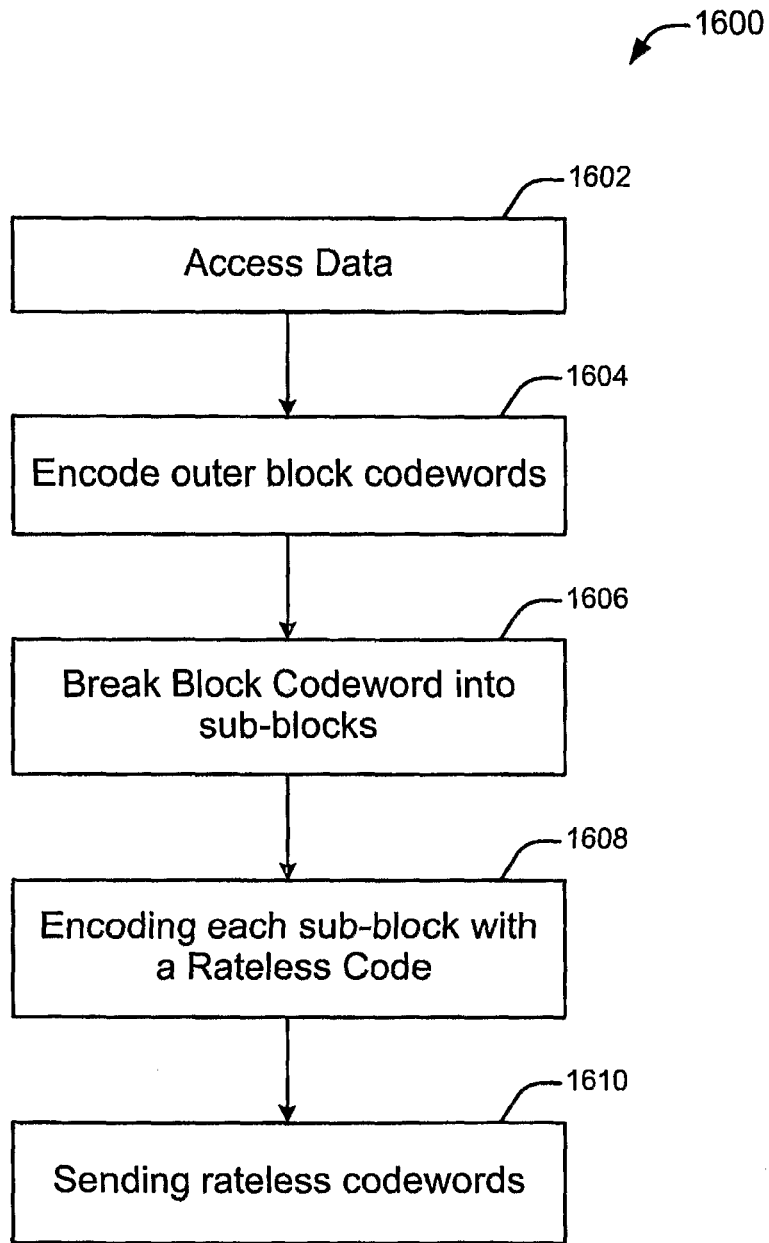 1600
1602
Access Data
1604
Encode outer block codewords
1606
Break Block Codeword into
sub-blocks
1608
Encoding each sub-block with
a Rateless Code
1610
Sending rateless codewords